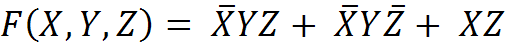 F(X,Y,Z) = X̄YZ + X̄YZ̄ + XZ